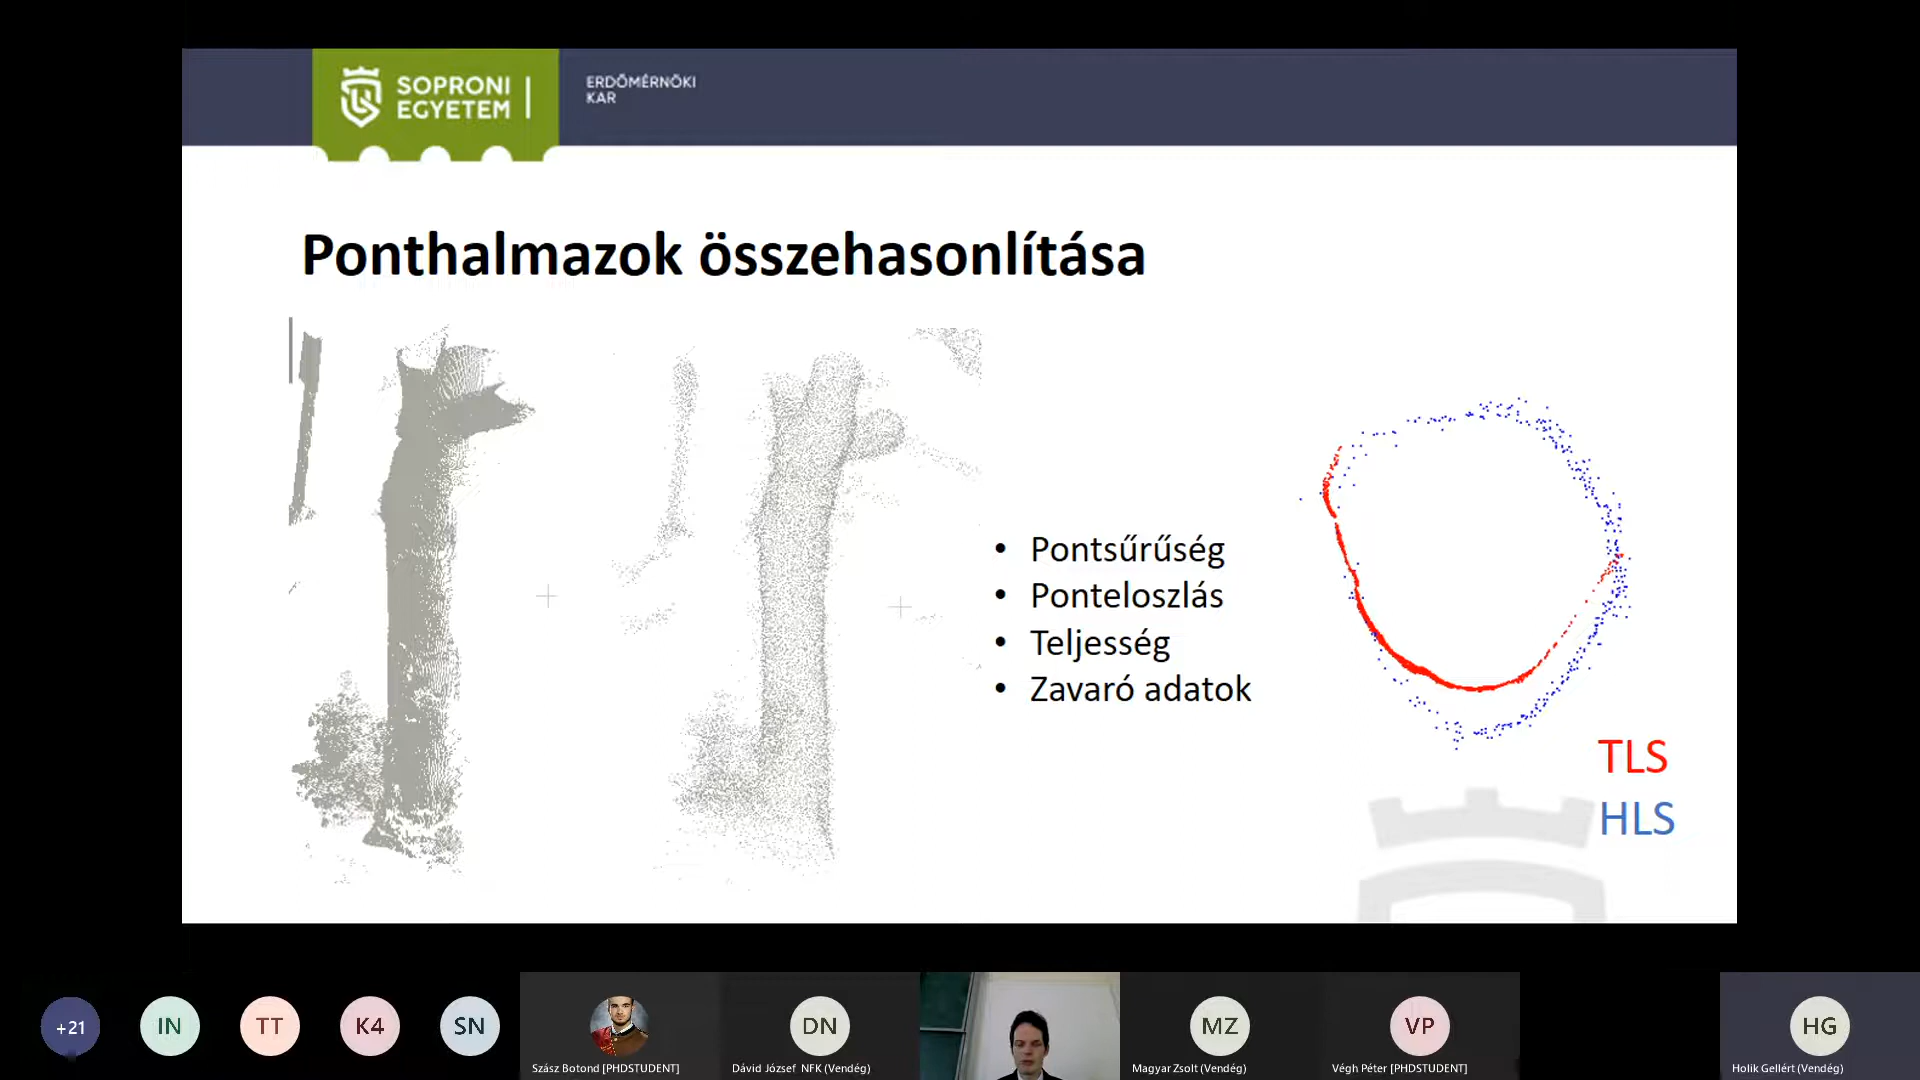 SOPRONI
EGYETEM
ERDŐMÉRNÖKI
KAR
Ponthalmazok összehasonlítása
• Pontsűrűség
• Ponteloszlás
• Teljesség
• Zavaró adatok
TLS
HLS
+21
IN
TT
K4
SN
DN
MZ
VP
HG
Szász Botond [PHDSTUDENT]
Dávid József NFK (Vendég)
Magyar Zsolt (Vendég)
Végh Péter [PHDSTUDENT]
Holik Gellért (Vendég)